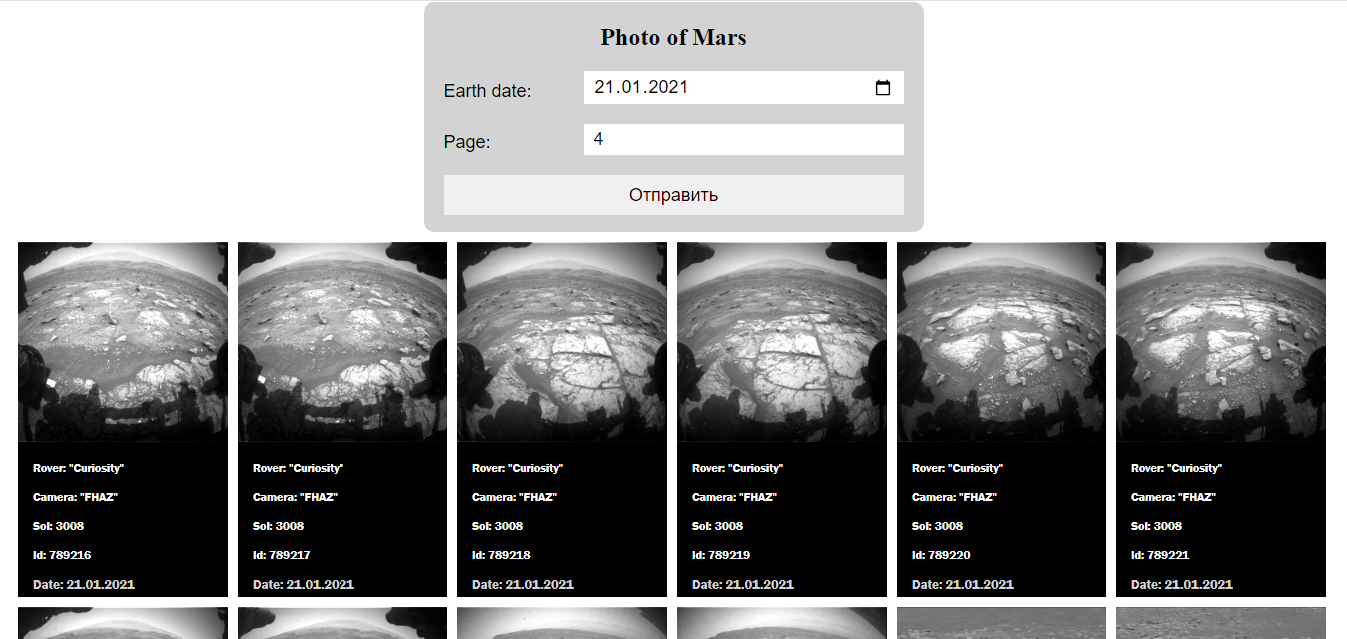 Photo of Mars
Earth date:
21.01.2021
Page:
4
Отправить
Rover: "Curiosity"
Camera: "FHAZ"
Sol: 3008
Id: 789216
Date: 21.01.2021
Rover: "Curiosity"
Camera: "FHAZ"
Sol: 3008
Id: 789217
Date: 21.01.2021
Rover: "Curiosity"
Camera: "FHAZ"
Sol: 3008
Id: 789218
Date: 21.01.2021
Rover: "Curiosity"
Camera: "FHAZ"
Sol: 3008
Id: 789219
Date: 21.01.2021
Rover: "Curiosity"
Camera: "FHAZ"
Sol: 3008
Id: 789220
Date: 21.01.2021
Rover: "Curiosity"
Camera: "FHAZ"
Sol: 3008
Id: 789221
Date: 21.01.2021